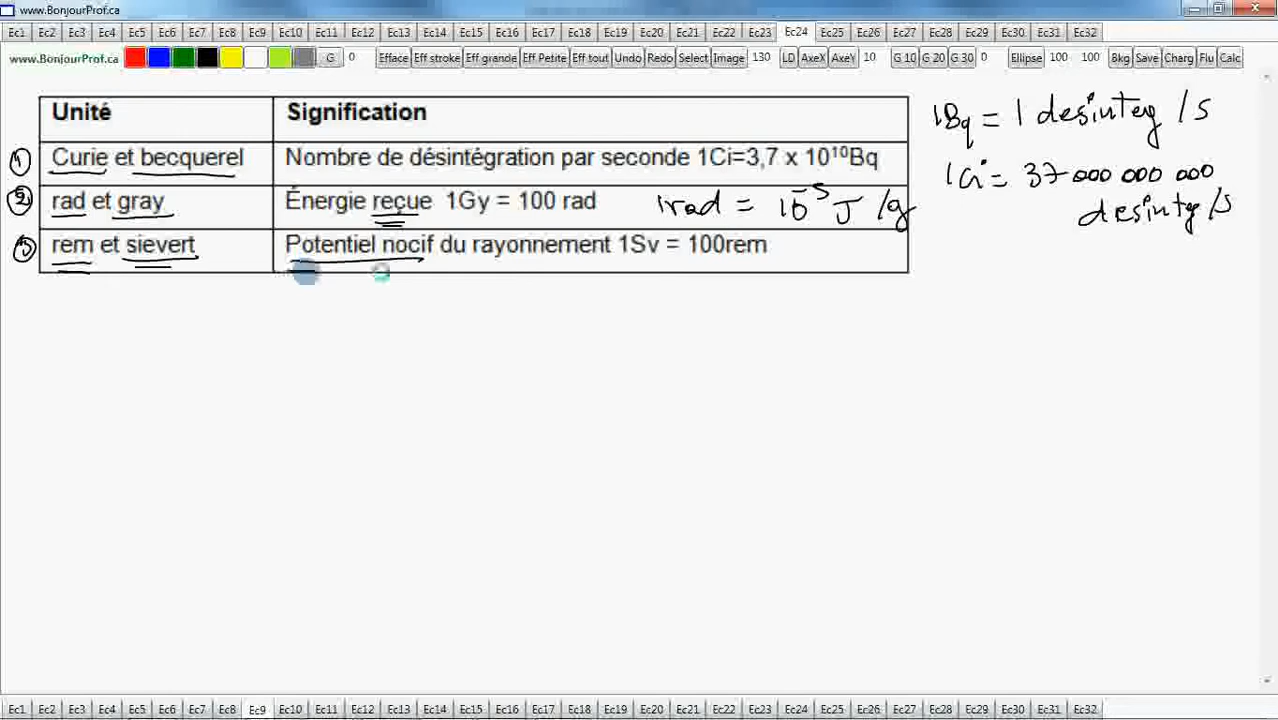 www.BonjourProf.ca
Ec1 Ec2 Ec3 Ec4 Ec5 Ec6 Ec7 Ec8 Ec9 Ec10 Ec11 Ec12 Ec13 Ec14 Ec15 Ec16 Ec17 Ec18 Ec19 Ec20 Ec21 Ec22 Ec23 Ec24 Ec25 Ec26 Ec27 Ec28 Ec29 Ec30 Ec31 Ec32
www.BonjourProf.ca G 0 Efface Eff stroke Eff grande Eff Petite Eff tout Undo Redo Select Image 130 LD AxeX AxeY 10 G 10 G 20 G 30 0 Ellipse 100 100 Bkg Save Charg Flu Calc
Unité Signification
1Bq = 1 desinteg /s
1 Curie et becquerel Nombre de désintégration par seconde 1Ci=3,7 x 10¹⁰Bq
1Ci = 37 000 000 000
desinteg/s
2 rad et gray Énergie reçue 1Gy = 100 rad 1rad = 10⁻⁵ J /g
3 rem et sievert Potentiel nocif du rayonnement 1Sv = 100rem
Ec1 Ec2 Ec3 Ec4 Ec5 Ec6 Ec7 Ec8 Ec9 Ec10 Ec11 Ec12 Ec13 Ec14 Ec15 Ec16 Ec17 Ec18 Ec19 Ec20 Ec21 Ec22 Ec23 Ec24 Ec25 Ec26 Ec27 Ec28 Ec29 Ec30 Ec31 Ec32